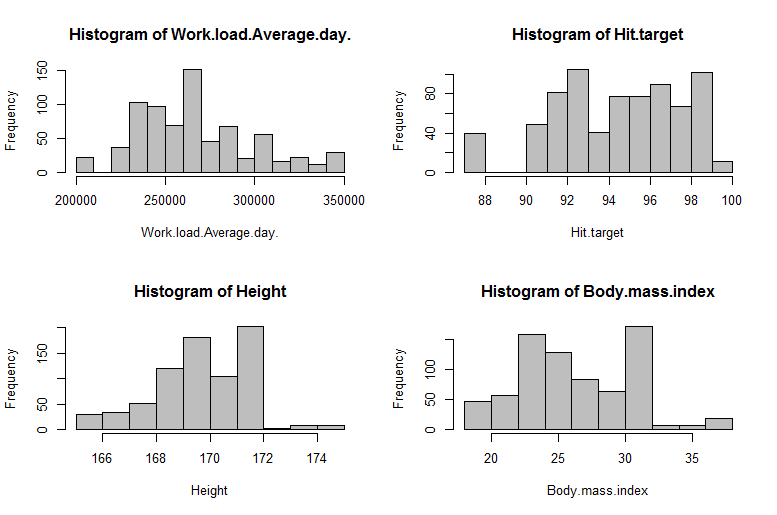 Histogram of Work.load.Average.day.
Frequency
0 50 100 150
200000 250000 300000 350000
Work.load.Average.day.
Histogram of Hit.target
Frequency
0 40 80
88 90 92 94 96 98 100
Hit.target
Histogram of Height
Frequency
0 50 150
166 168 170 172 174
Height
Histogram of Body.mass.index
Frequency
0 50 100
20 25 30 35
Body.mass.index